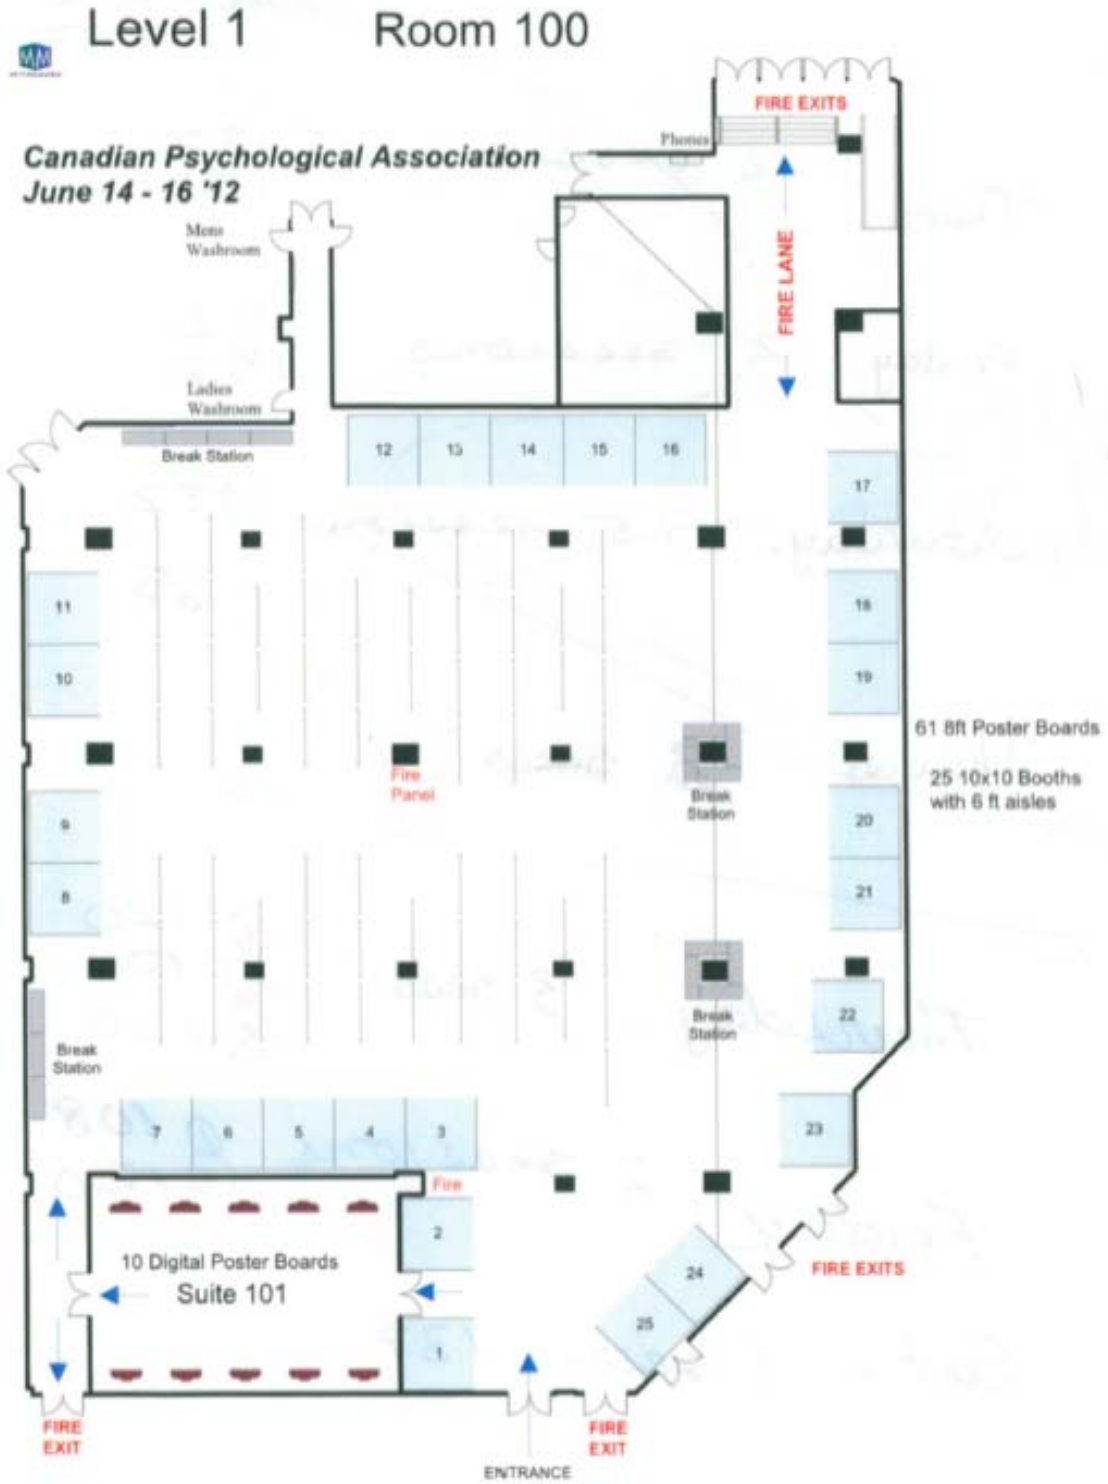 Level 1 Room 100
FIRE EXITS
Phones
Canadian Psychological Association
June 14 - 16 '12
Mens
Washroom
FIRE LANE
Ladies
Washroom
Break Station
12 13 14 15 16
17
11
18
10
19
61 8ft Poster Boards
Fire
Panel
25 10x10 Booths
with 6 ft aisles
Break
Station
9
20
8
21
Break
Station
22
Break
Station
7 6 5 4 3
23
Fire
2
10 Digital Poster Boards
Suite 101
FIRE EXITS
24
25
1
FIRE
EXIT
FIRE
EXIT
ENTRANCE